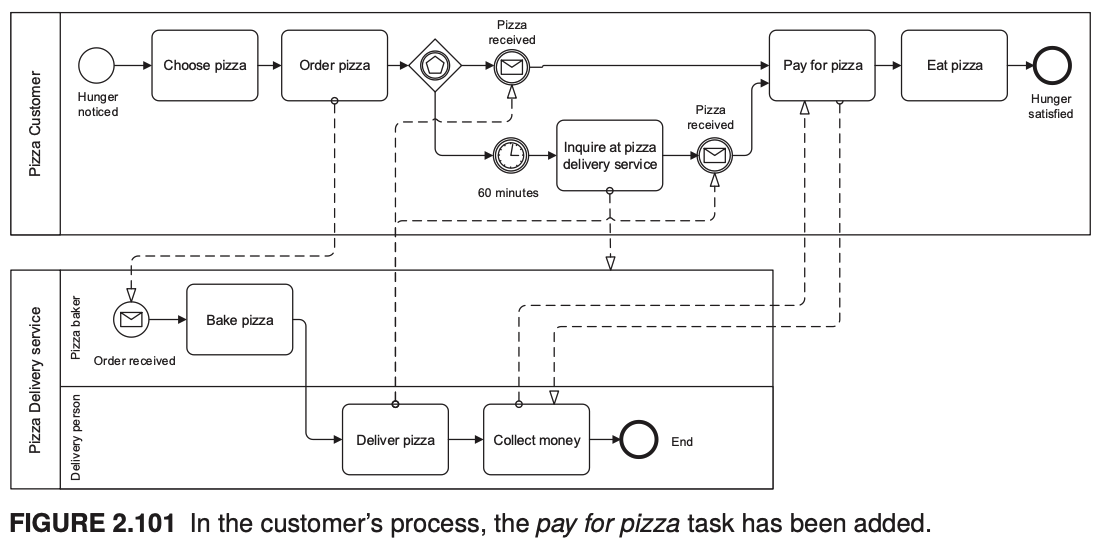 Pizza Customer
Hunger
noticed
Choose pizza
Order pizza
Pizza
received
60 minutes
Inquire at pizza
delivery service
Pizza
received
Pay for pizza
Eat pizza
Hunger
satisfied
Pizza Delivery service
Pizza baker
Order received
Bake pizza
Delivery person
Deliver pizza
Collect money
End
FIGURE 2.101 In the customer’s process, the pay for pizza task has been added.